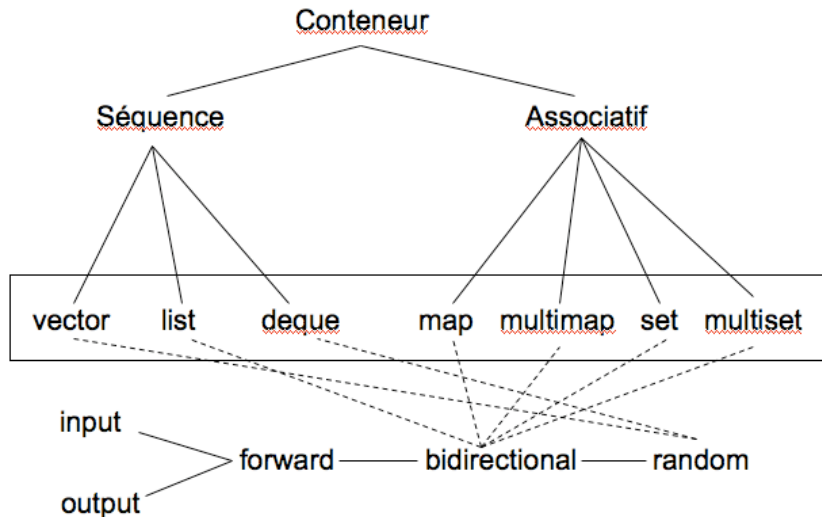 Conteneur
Séquence Associatif
vector list deque map multimap set multiset
input
forward bidirectional random
output